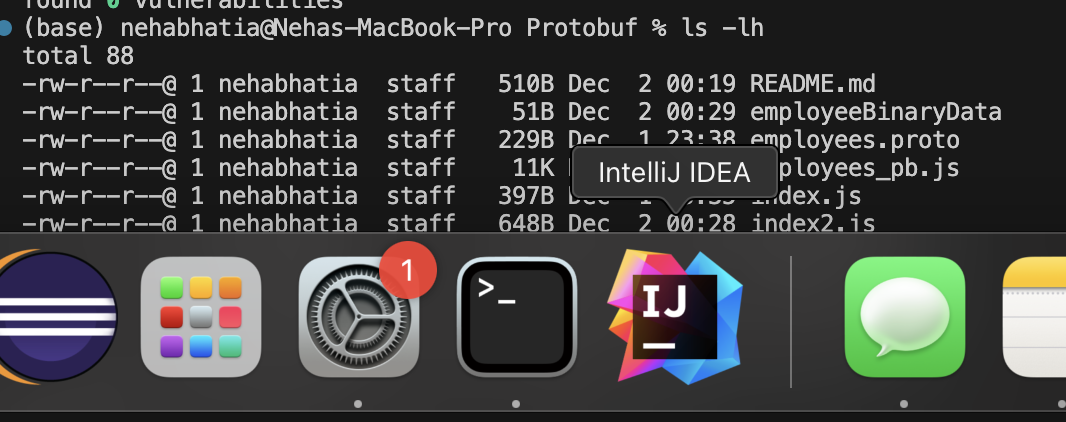 found 0 vulnerabilities
(base) nehabhatia@Nehas-MacBook-Pro Protobuf % ls -lh
total 88
-rw-r--r--@ 1 nehabhatia  staff   510B Dec  2 00:19 README.md
-rw-r--r--@ 1 nehabhatia  staff    51B Dec  2 00:29 employeeBinaryData
-rw-r--r--@ 1 nehabhatia  staff   229B Dec  1 23:38 employees.proto
-rw-r--r--@ 1 nehabhatia  staff    11K ployees_pb.js
-rw-r--r--@ 1 nehabhatia  staff   397B Dec index.js
-rw-r--r--@ 1 nehabhatia  staff   648B Dec  2 00:28 index2.js
IntelliJ IDEA
1
>_
IJ